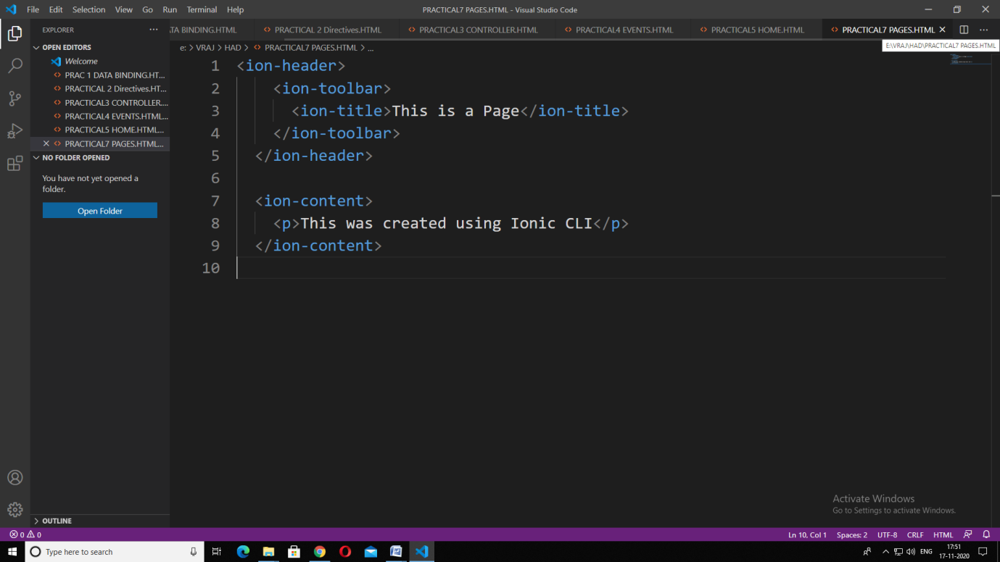 File Edit Selection View Go Run Terminal Help PRACTICAL7 PAGES.HTML - Visual Studio Code
EXPLORER
TA BINDING.HTML PRACTICAL 2 Directives.HTML PRACTICAL3 CONTROLLER.HTML PRACTICAL4 EVENTS.HTML PRACTICAL5 HOME.HTML PRACTICAL7 PAGES.HTML
E:\VRAJ\HAD\PRACTICAL7 PAGES.HTML
OPEN EDITORS
Welcome
PRAC 1 DATA BINDING.HT...
PRACTICAL 2 Directives.HT...
PRACTICAL3 CONTROLLER....
PRACTICAL4 EVENTS.HTML...
PRACTICAL5 HOME.HTML...
PRACTICAL7 PAGES.HTML...
NO FOLDER OPENED
You have not yet opened a
folder.
Open Folder
OUTLINE
e: > VRAJ > HAD > PRACTICAL7 PAGES.HTML > ...
1 <ion-header>
2 <ion-toolbar>
3 <ion-title>This is a Page</ion-title>
4 </ion-toolbar>
5 </ion-header>
6
7 <ion-content>
8 <p>This was created using Ionic CLI</p>
9 </ion-content>
10
Activate Windows
Go to Settings to activate Windows.
0 0 Ln 10, Col 1 Spaces: 2 UTF-8 CRLF HTML
Type here to search
ENG
17:51
17-11-2020